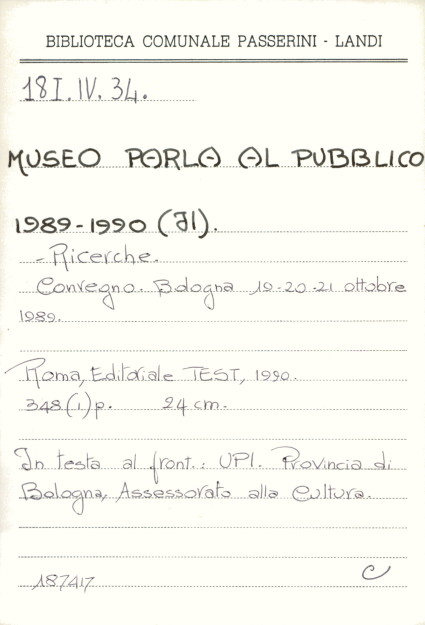 BIBLIOTECA COMUNALE PASSERINI - LANDI
18I.IV.34.
MUSEO PARLA AL PUBBLICO
1989-1990 (Il).
- Ricerche.
Convegno. Bologna 19-20-21 ottobre
1989.
Roma, Editoriale TEST, 1990.
348(1)p. 24 cm.
In testa al front.: UPI. Provincia di
Bologna, Assessorato alla Cultura.
187417
C